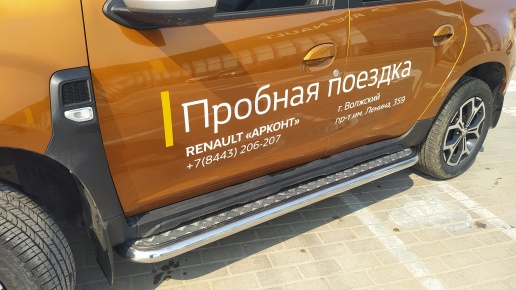 Пробная поездка
RENAULT «АРКОНТ»
+7(8443) 206-207
г. Волжский
пр-т им. Ленина, 359